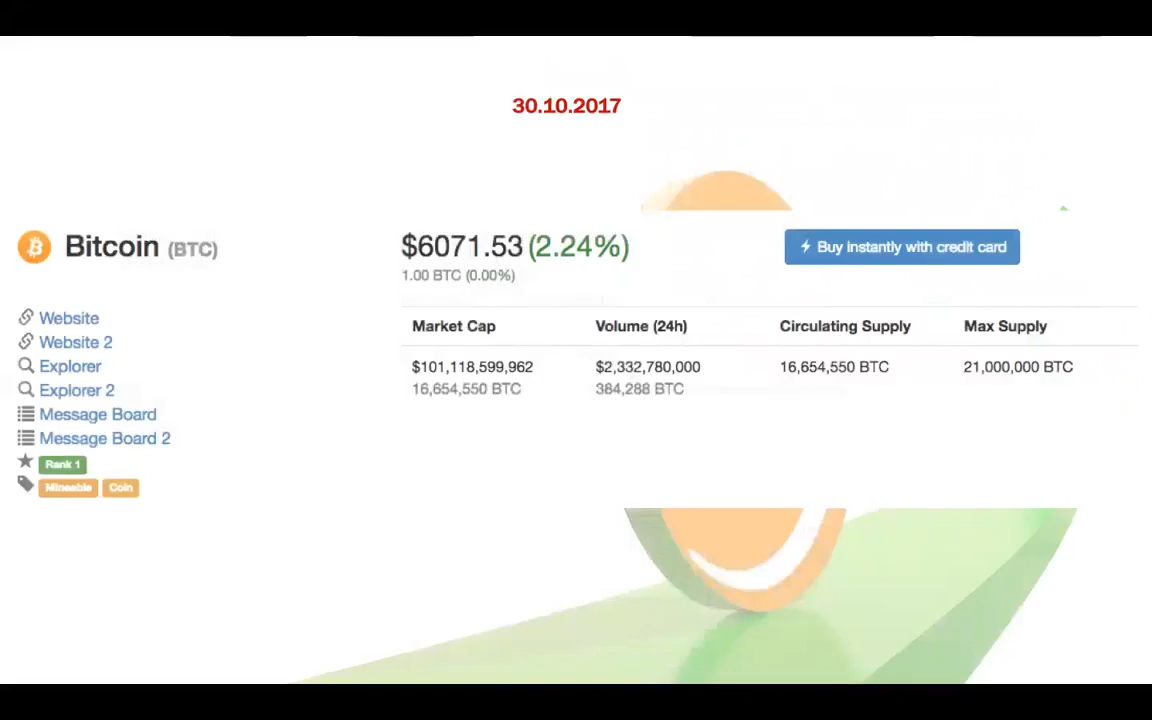 30.10.2017
Bitcoin (BTC)
$6071.53 (2.24%)
1.00 BTC (0.00%)
Buy instantly with credit card
Website
Website 2
Explorer
Explorer 2
Message Board
Message Board 2
Rank 1
Mineable Coin
Market Cap Volume (24h) Circulating Supply Max Supply
$101,118,599,962 $2,332,780,000 16,654,550 BTC 21,000,000 BTC
16,654,550 BTC 384,288 BTC